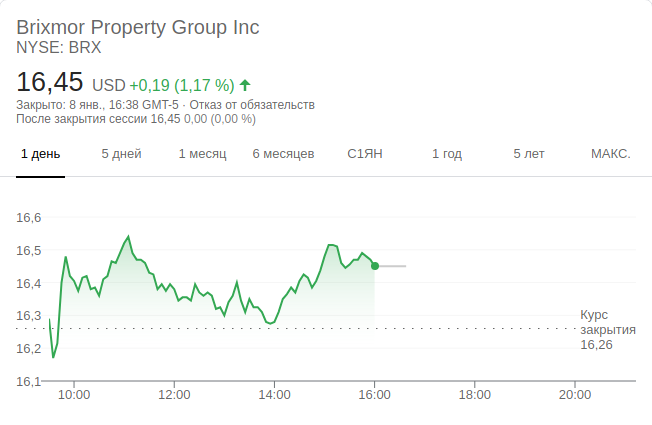 Brixmor Property Group Inc
NYSE: BRX
16,45 USD +0,19 (1,17 %)
Закрыто: 8 янв., 16:38 GMT-5 · Отказ от обязательств
После закрытия сессии 16,45 0,00 (0,00 %)
1 день 5 дней 1 месяц 6 месяцев С1ЯН 1 год 5 лет МАКС.
16,6
16,5
16,4
16,3
16,2
16,1
Курс
закрытия
16,26
10:00 12:00 14:00 16:00 18:00 20:00